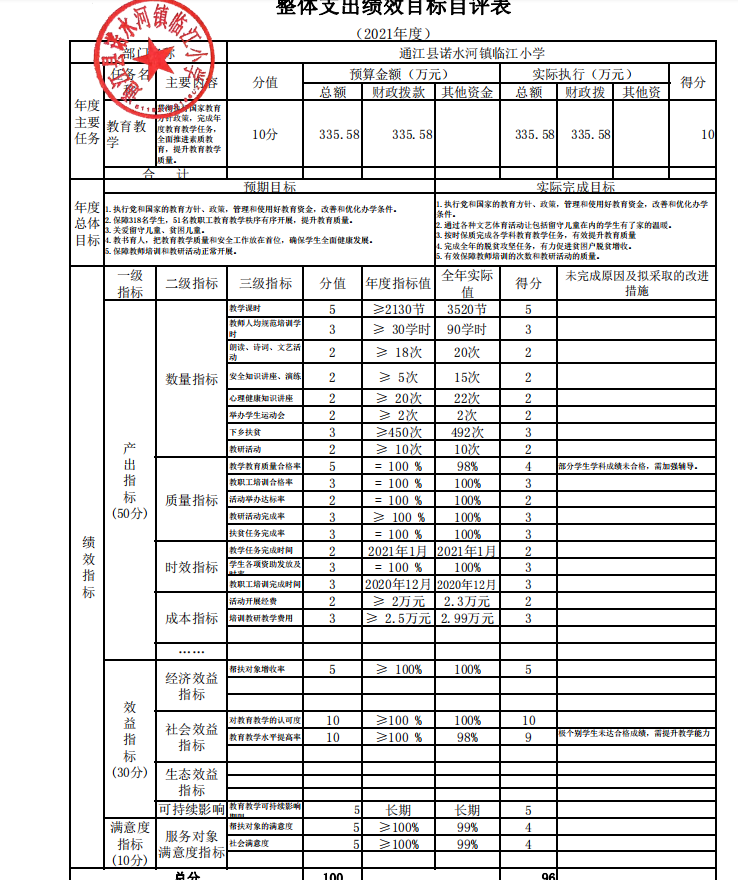 整体支出绩效目标自评表
（2021年度）
通江县诺水河镇临江小学
部门名称 通江县诺水河镇临江小学
年度主要任务 任务名称 主要内容 分值 预算金额（万元） 实际执行（万元） 得分
总额 财政拨款 其他资金 总额 财政拨 其他资
教育教学 10分 335.58 335.58 335.58 335.58 10
贯彻执行国家教育
方针政策，完成年
度教育教学任务，
全面推进素质教
育，提升教育教学
质量。
合 计
年度总体目标 预期目标 实际完成目标
1.执行党和国家的教育方针、政策，管理和使用好教育资金，改善和优化办学条件。
2.保障318名学生，51名教职工教育教学秩序有序开展，提升教育质量。
3.关爱留守儿童、贫困儿童。
4.教书育人，把教育教学质量和安全工作放在首位，确保学生全面健康发展。
5.保障教师培训和教研活动正常开展。
1.执行党和国家的教育方针、政策，管理和使用好教育资金，改善和优化办学
条件。
2.通过各种文艺体育活动让包括留守儿童在内的学生有了家的温暖。
3.按时保质完成各学科教育教学任务，有效提升教育质量
4.完成全年的脱贫攻坚任务，有力促进贫困户脱贫增收。
5.有效保障教师培训的次数和教研活动的质量。
绩效指标 一级指标 二级指标 三级指标 分值 年度指标值 全年实际值 得分 未完成原因及拟采取的改进措施
产出指标(50分) 数量指标 教学课时 5 ≥2130节 3520节 5
教师人均规范培训学时 3 ≥ 30学时 90学时 3
朗读、诗词、文艺活动 2 ≥ 18次 20次 2
安全知识讲座、演练 2 ≥ 5次 15次 2
心理健康知识讲座 2 ≥ 20次 22次 2
举办学生运动会 2 ≥ 2次 2次 2
下乡扶贫 3 ≥450次 492次 3
教研活动 2 ≥ 10次 10次 2
质量指标 教学教育质量合格率 5 = 100 % 98% 4 部分学生学科成绩未合格，需加强辅导。
教职工培训合格率 3 = 100 % 100% 3
活动举办达标率 2 = 100 % 100% 2
教研活动完成率 3 ≥ 100 % 100% 3
扶贫任务完成率 3 = 100 % 100% 3
时效指标 教学任务完成时间 2 2021年1月 2021年1月 2
学生各项资助发放及时率 3 = 100 % 100% 3
教职工培训完成时间 3 2020年12月 2020年12月 3
成本指标 活动开展经费 2 ≥ 2万元 2.3万元 2
培训教研教学费用 3 ≥ 2.5万元 2.99万元 3
……
效益指标(30分) 经济效益指标 帮扶对象增收率 5 ≥ 100% 100% 5
社会效益指标 对教育教学的认可度 10 ≥100 % 100% 10
教育教学水平提高率 10 ≥100 % 98% 9 极个别学生未达合格成绩，需提升教学能力
生态效益指标
可持续影响 教育教学可持续影响 5 长期 长期 5
满意度指标(10分) 服务对象满意度指标 帮扶对象的满意度 5 ≥100% 99% 4
社会满意度 5 ≥100% 99% 4
总分 100 96